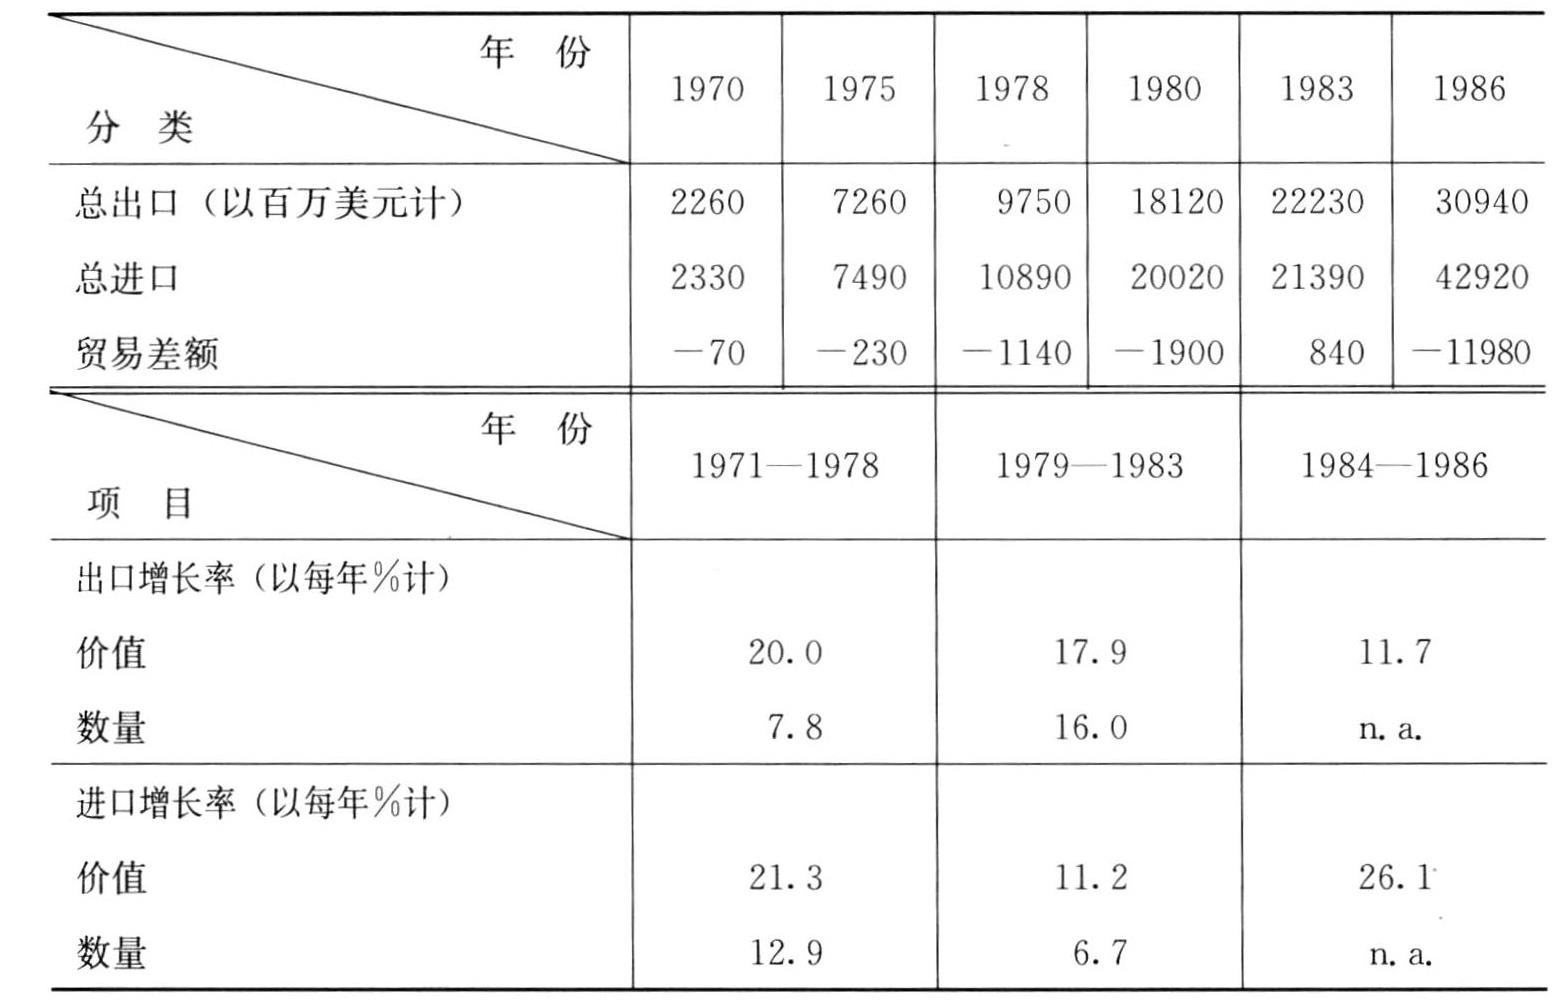 年 份
分 类
1970 1975 1978 1980 1983 1986
总出口（以百万美元计） 2260 7260 9750 18120 22230 30940
总进口 2330 7490 10890 20020 21390 42920
贸易差额 －70 －230 －1140 －1900 840 －11980
年 份
项 目
1971—1978 1979—1983 1984—1986
出口增长率（以每年%计）
价值 20.0 17.9 11.7
数量 7.8 16.0 n.a.
进口增长率（以每年%计）
价值 21.3 11.2 26.1
数量 12.9 6.7 n.a.